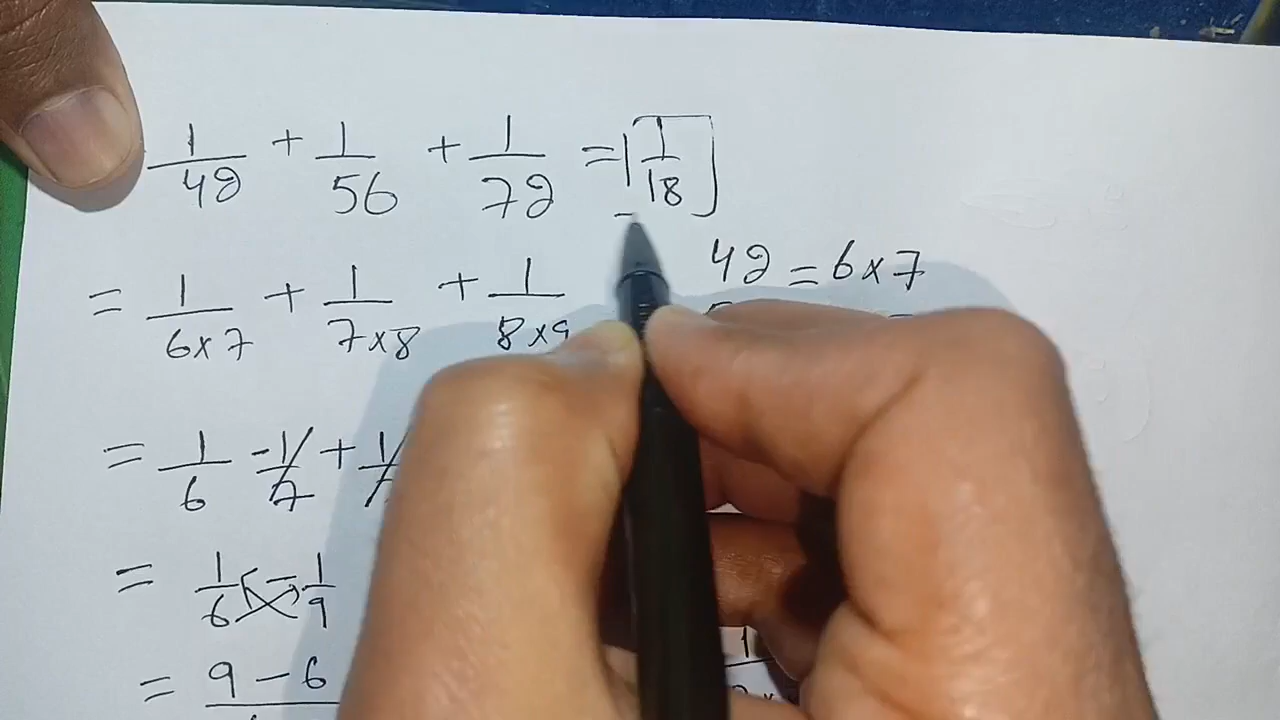 1/42 + 1/56 + 1/72 = 1/18
= 1/6×7 + 1/7×8 + 1/8×9
42 = 6×7
= 1/6 - 1/7 + 1/7
= 1/6 - 1/9
= 9 - 6